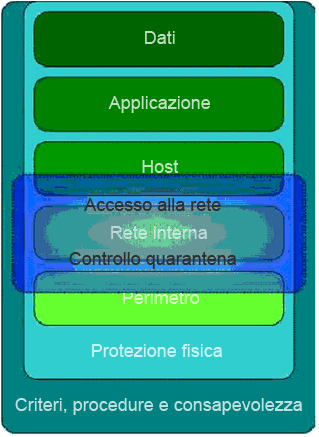 Dati
Applicazione
Host
Accesso alla rete
Rete interna
Controllo quarantena
Perimetro
Protezione fisica
Criteri, procedure e consapevolezza